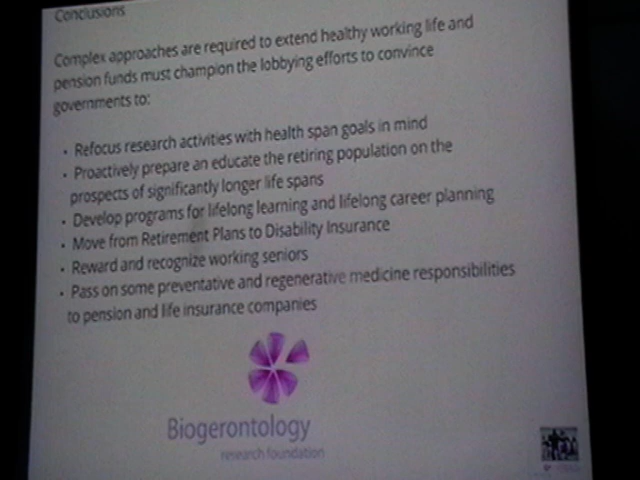 Conclusions
Complex approaches are required to extend healthy working life and
pension funds must champion the lobbying efforts to convince
governments to:
• Refocus research activities with health span goals in mind
• Proactively prepare an educate the retiring population on the
prospects of significantly longer life spans
• Develop programs for lifelong learning and lifelong career planning
• Move from Retirement Plans to Disability Insurance
• Reward and recognize working seniors
• Pass on some preventative and regenerative medicine responsibilities
to pension and life insurance companies
Biogerontology
research foundation